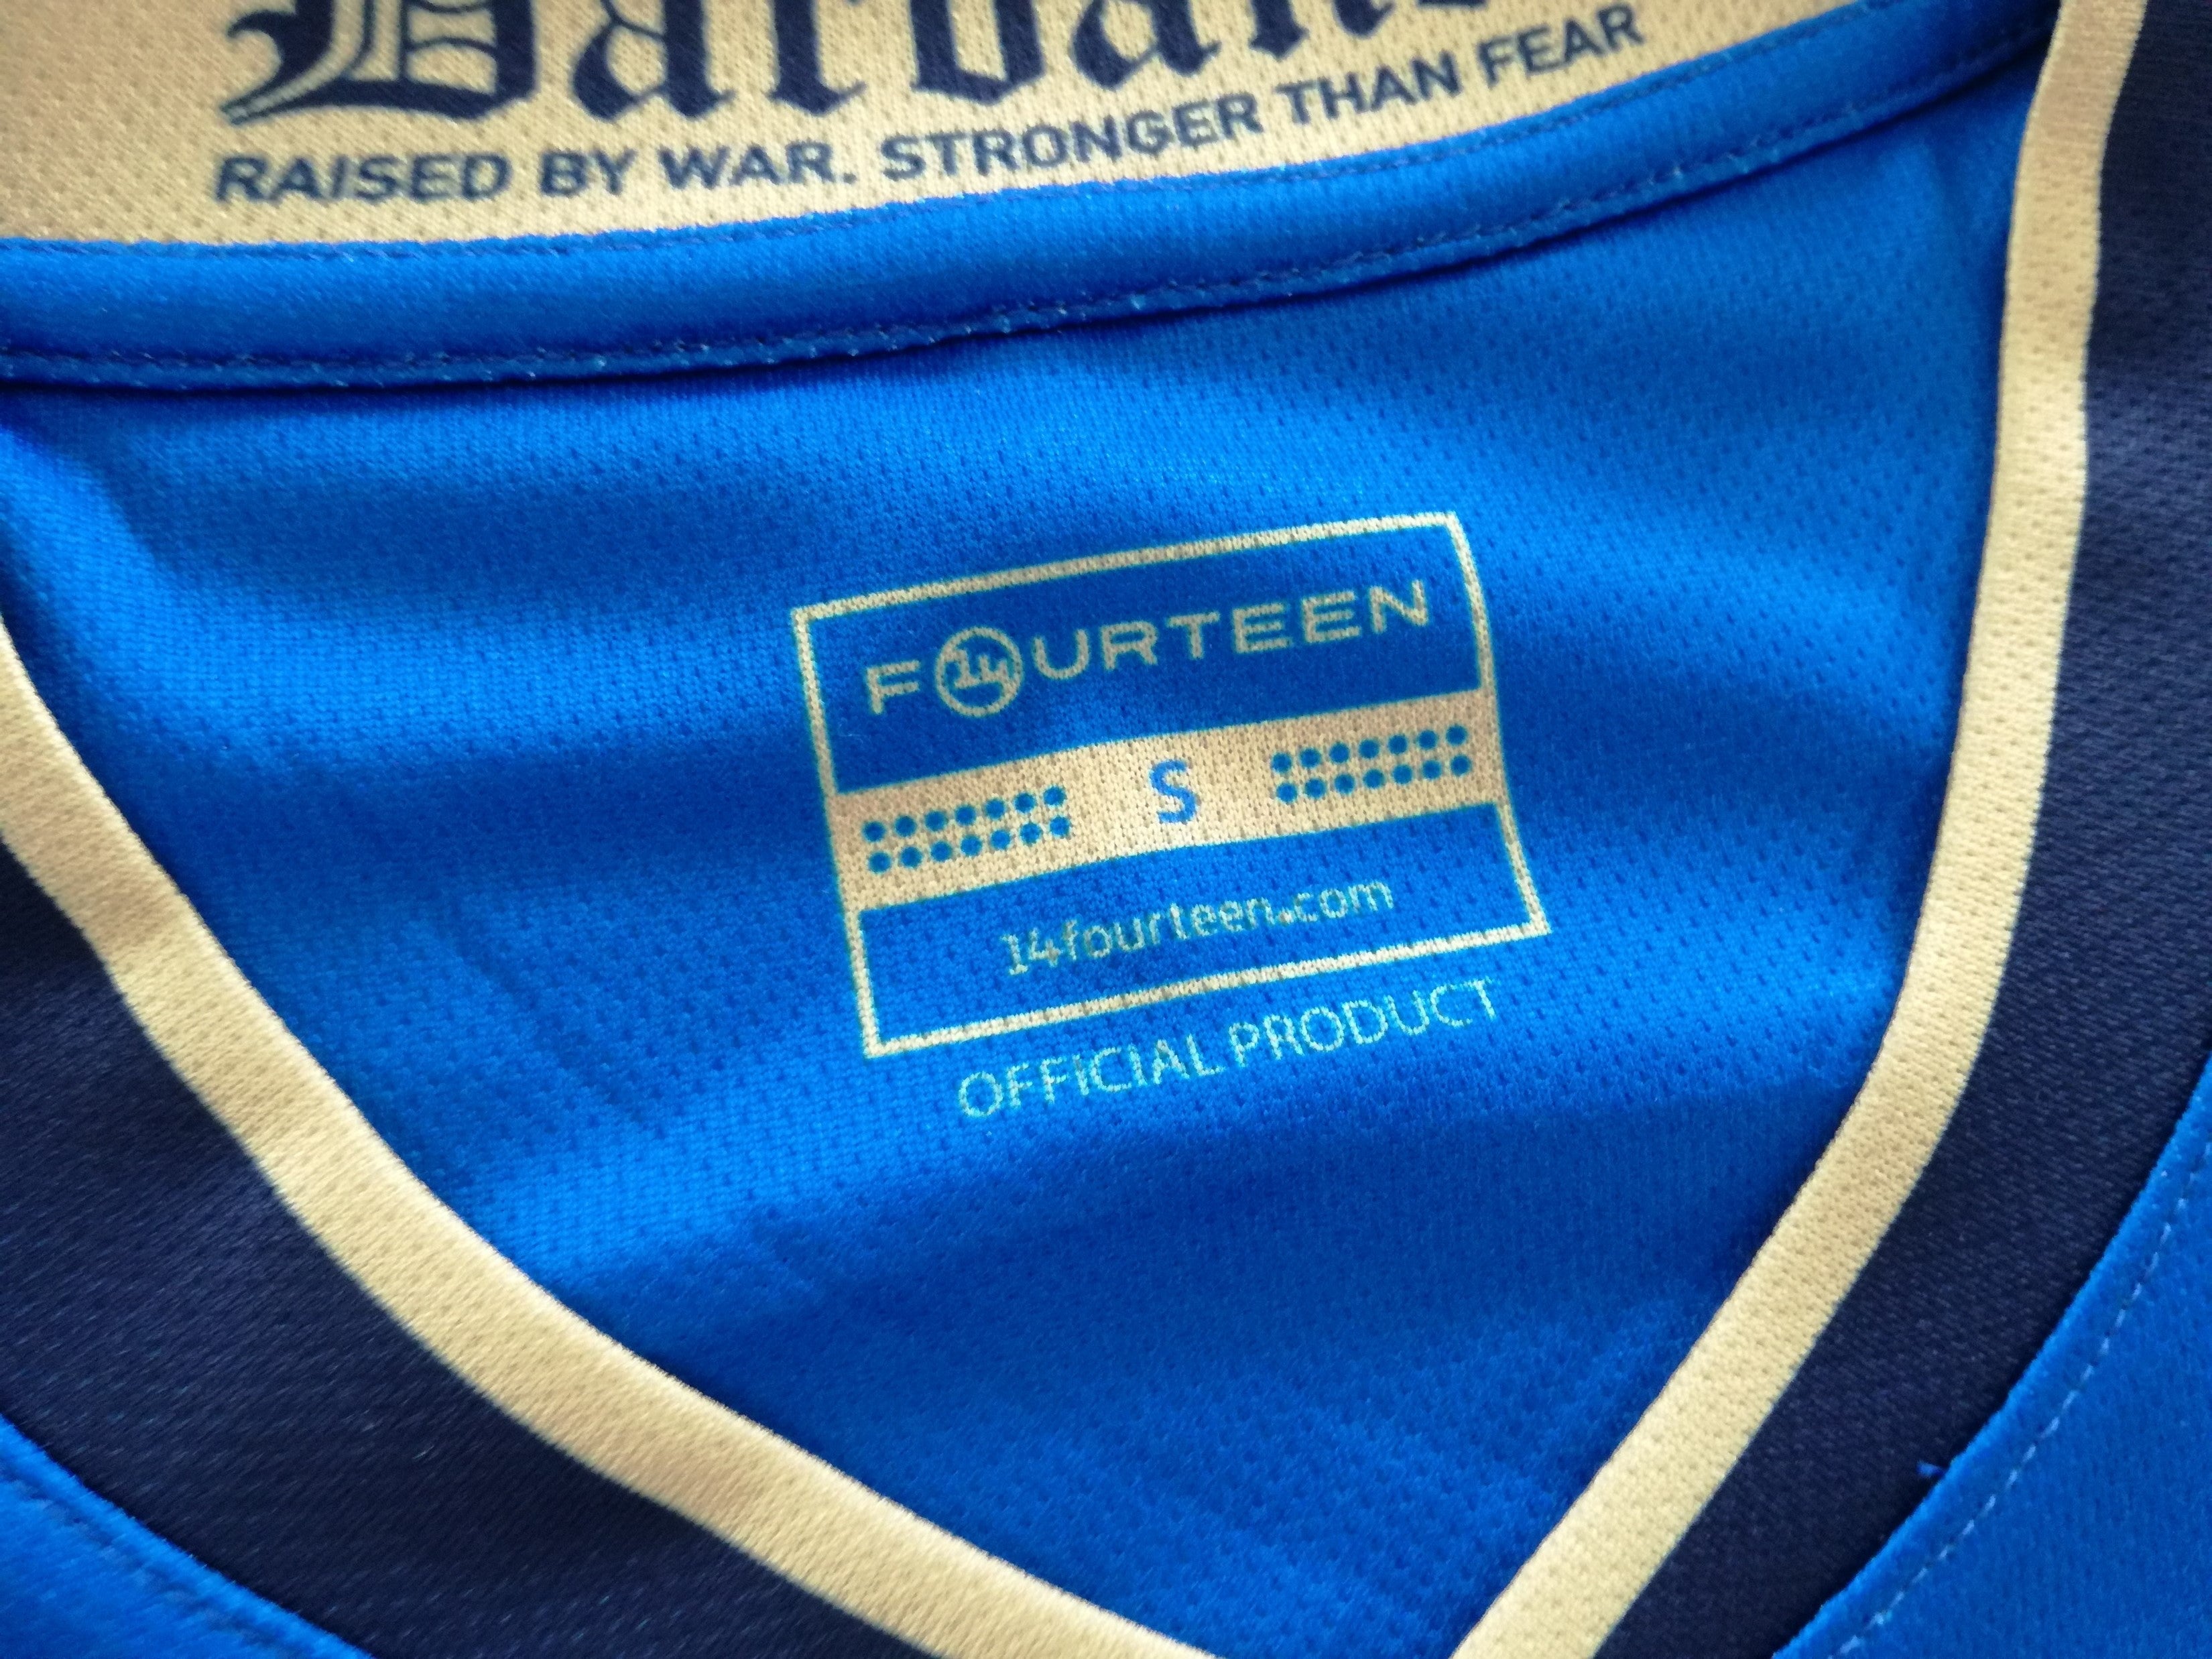 RAISED BY WAR. STRONGER THAN FEAR
F14URTEEN
S
14fourteen.com
OFFICIAL PRODUCT